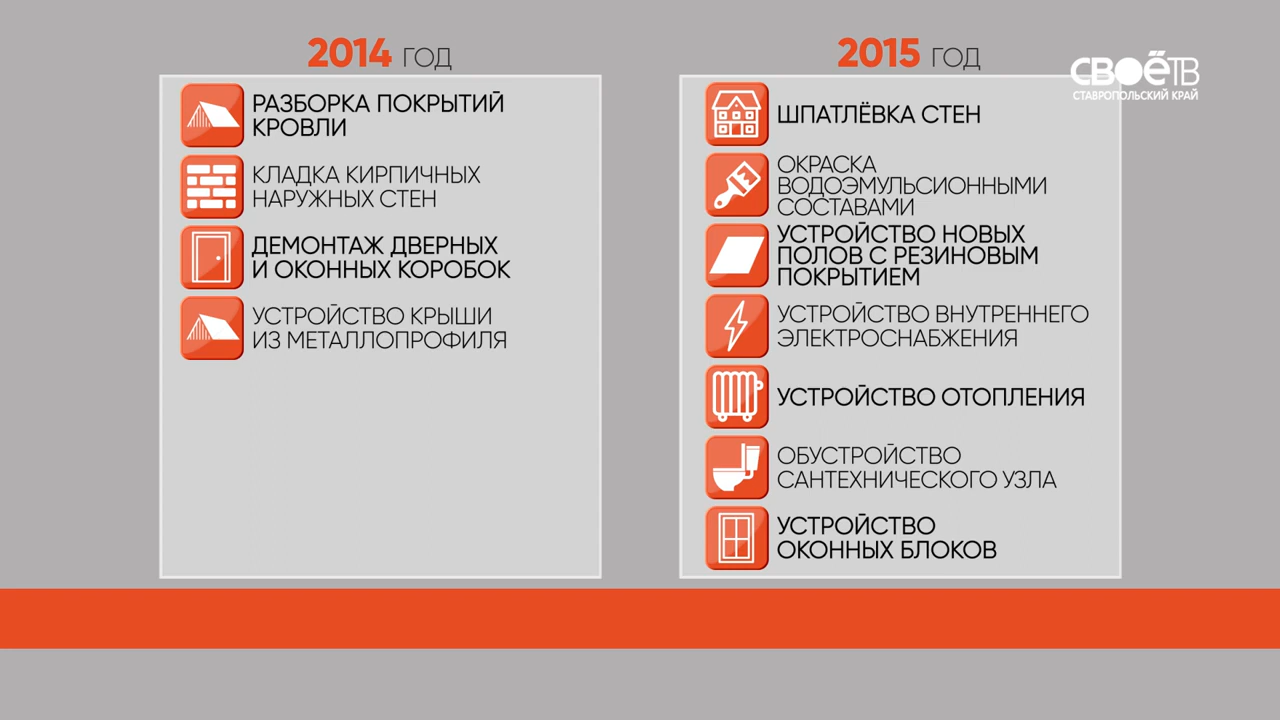 2014 ГОД
РАЗБОРКА ПОКРЫТИЙ
КРОВЛИ
КЛАДКА КИРПИЧНЫХ
НАРУЖНЫХ СТЕН
ДЕМОНТАЖ ДВЕРНЫХ
И ОКОННЫХ КОРОБОК
УСТРОЙСТВО КРЫШИ
ИЗ МЕТАЛЛОПРОФИЛЯ
2015 ГОД
ШПАТЛЁВКА СТЕН
ОКРАСКА
ВОДОЭМУЛЬСИОННЫМИ
СОСТАВАМИ
УСТРОЙСТВО НОВЫХ
ПОЛОВ С РЕЗИНОВЫМ
ПОКРЫТИЕМ
УСТРОЙСТВО ВНУТРЕННЕГО
ЭЛЕКТРОСНАБЖЕНИЯ
УСТРОЙСТВО ОТОПЛЕНИЯ
ОБУСТРОЙСТВО
САНТЕХНИЧЕСКОГО УЗЛА
УСТРОЙСТВО
ОКОННЫХ БЛОКОВ
СВОЁТВ
СТАВРОПОЛЬСКИЙ КРАЙ